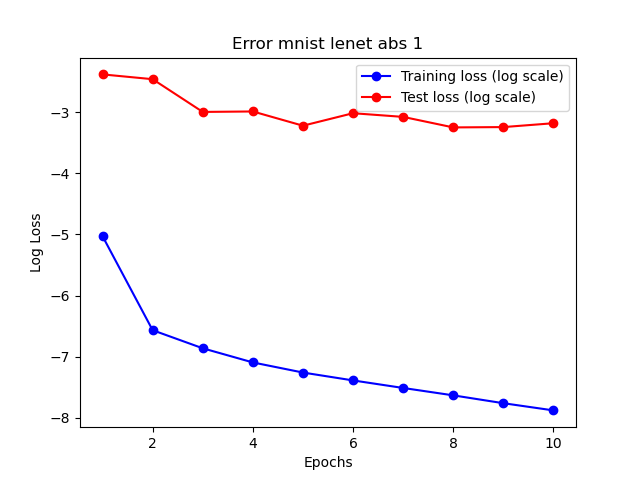 Error mnist lenet abs 1
Training loss (log scale)
Test loss (log scale)
Log Loss
−3
−4
−5
−6
−7
−8
2
4
6
8
10
Epochs